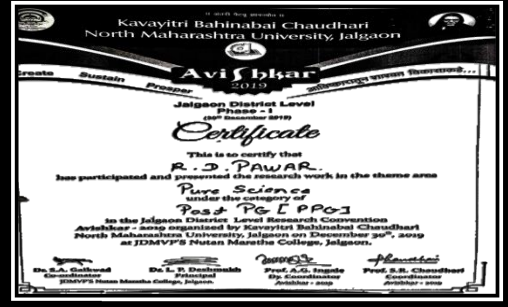 Kavayitri Bahinabai Chaudhari
North Maharashtra University, Jalgaon
Create Sustain Prosper
Avishkar
2019
Jalgaon District Level
Phase - I
(30th December 2019)
Certificate
This is to certify that
R. D. PAWAR.
has participated and presented the research work in the theme area
Pure Science
under the category of
Post PG [PPG]
in the Jalgaon District Level Research Convention
Avishkar - 2019 organized by Kavayitri Bahinabai Chaudhari
North Maharashtra University, Jalgaon on December 30th, 2019
at JDMVP'S Nutan Maratha College, Jalgaon.
Dr. S.A. Gaikwad
Co-ordinator
Dr. L. P. Deshmukh
Principal
JDMVP'S Nutan Maratha College, Jalgaon.
Prof. A.G. Ingale
Dy. Coordinator
Avishkar - 2019
Prof. S.R. Chaudhari
Coordinator
Avishkar - 2019